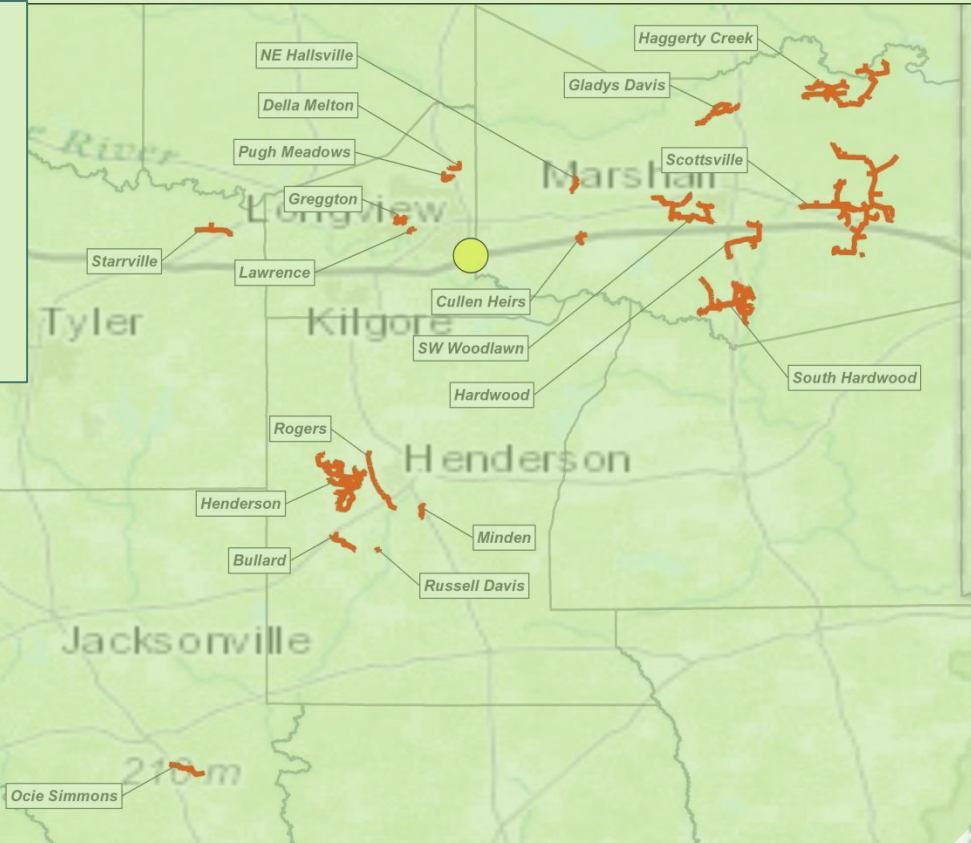 Haggerty Creek
NE Hallsville
Gladys Davis
Della Melton
River
Pugh Meadows
Scottsville
Marshall
Greggton
Longview
Starrville
Lawrence
Cullen Heirs
Tyler
Kilgore
SW Woodlawn
South Hardwood
Hardwood
Rogers
Henderson
Henderson
Minden
Bullard
Russell Davis
Jacksonville
210 m
Ocie Simmons